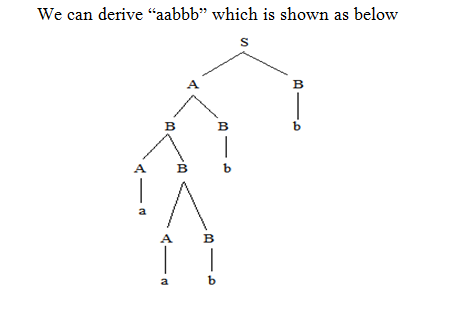 We can derive “aabbb” which is shown as below
S
A B
B B b
A B b
a
A B
a b